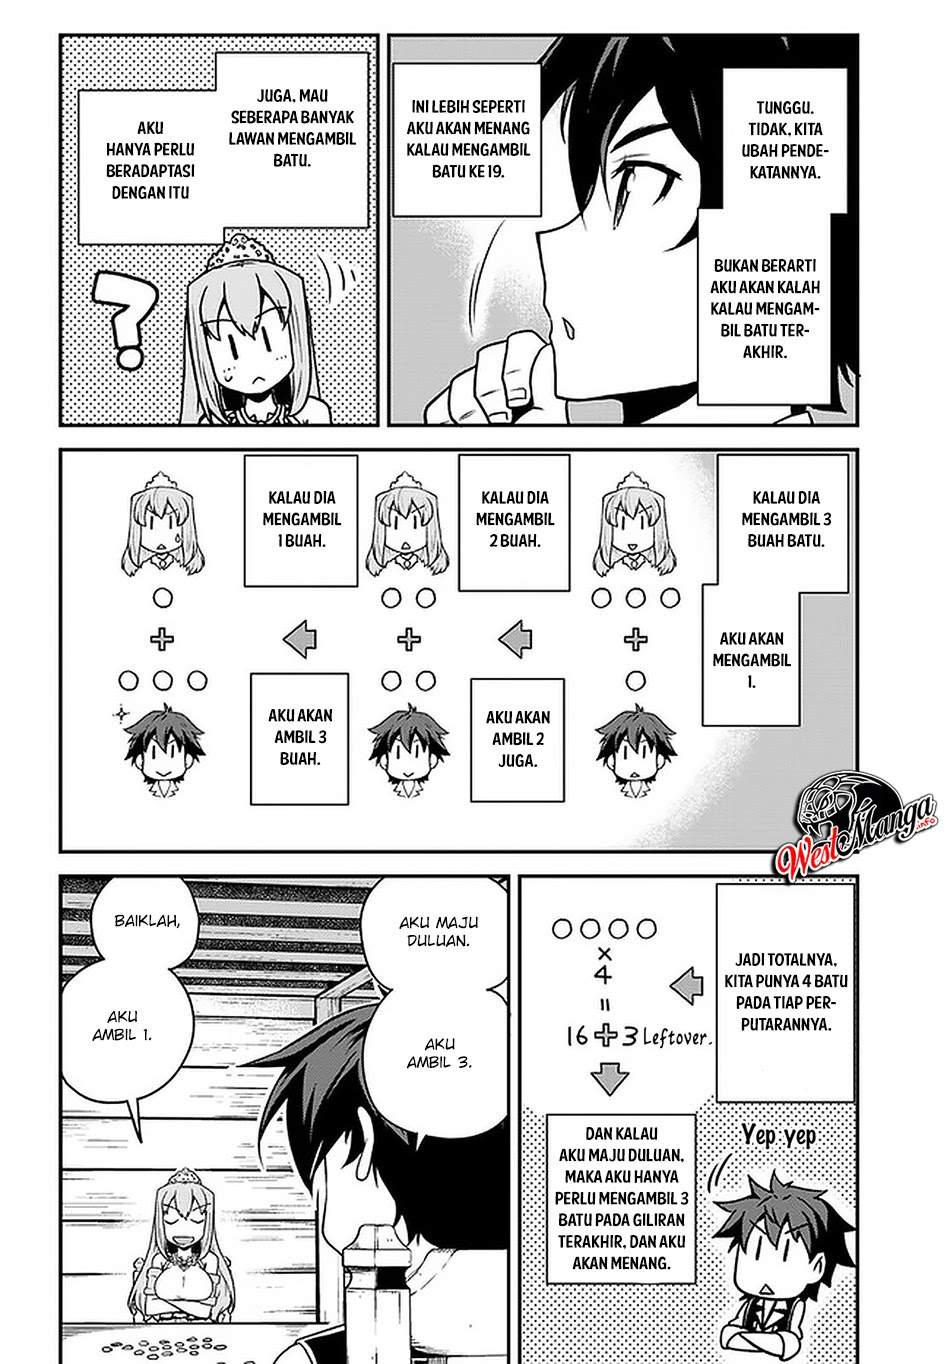 TUNGGU.
TIDAK, KITA
UBAH PENDE-
KATANNYA.
BUKAN BERARTI
AKU AKAN KALAH
KALAU MENGAM-
BIL BATU TER-
AKHIR.
INI LEBIH SEPERTI
AKU AKAN MENANG
KALAU MENGAMBIL
BATU KE 19.
JUGA, MAU
SEBERAPA BANYAK
LAWAN MENGAMBIL
BATU.
AKU
HANYA PERLU
BERADAPTASI
DENGAN ITU
?
KALAU DIA
MENGAMBIL 3
BUAH BATU.
AKU AKAN
MENGAMBIL
1.
+
KALAU DIA
MENGAMBIL
2 BUAH.
AKU AKAN
AMBIL 2
JUGA.
+
KALAU DIA
MENGAMBIL
1 BUAH.
AKU AKAN
AMBIL 3
BUAH.
+
WestManga
.info
JADI TOTALNYA,
KITA PUNYA 4 BATU
PADA TIAP PER-
PUTARANNYA.
×
4
=
16 + 3 Leftover.
DAN KALAU
AKU MAJU DULUAN,
MAKA AKU HANYA
PERLU MENGAMBIL 3
BATU PADA GILIRAN
TERAKHIR, DAN AKU
AKAN MENANG.
Yep yep
AKU MAJU
DULUAN.
AKU
AMBIL 3.
BAIKLAH,
AKU
AMBIL 1.